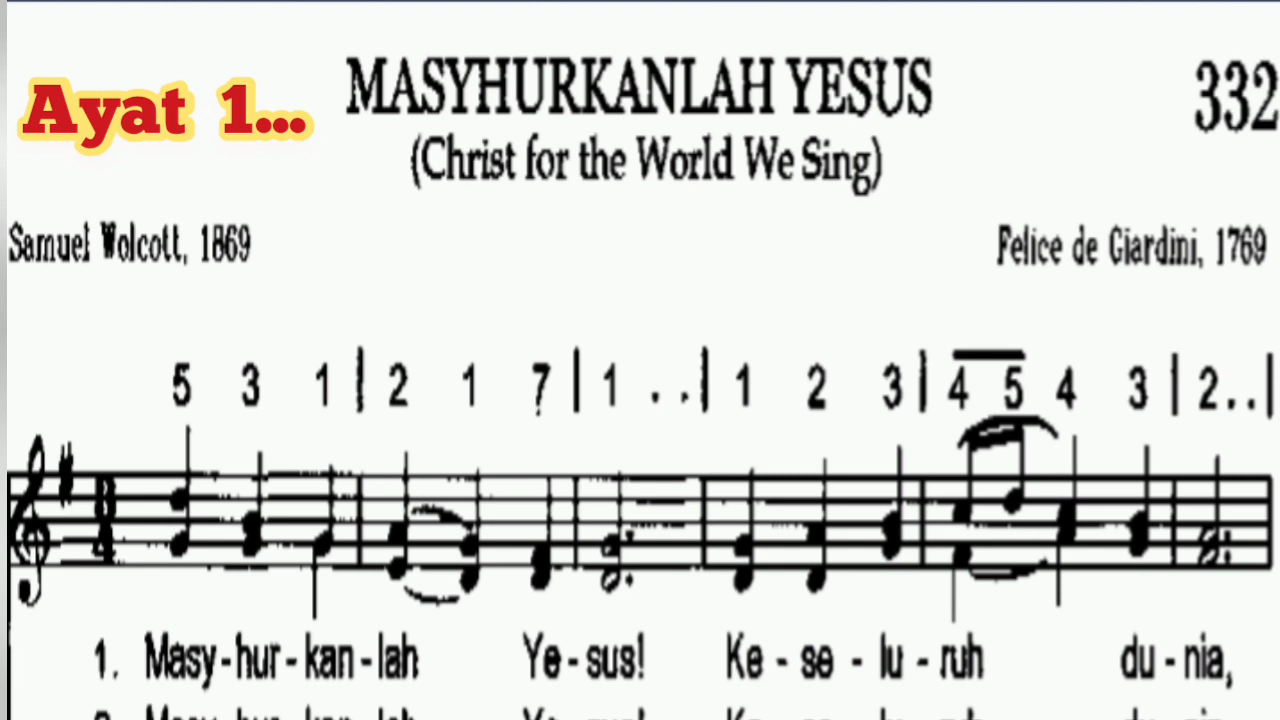 Ayat 1...
MASYHURKANLAH YESUS
332
(Christ for the World We Sing)
Samuel Wolcott, 1869
Felice de Giardini, 1769
5 3 1 | 2 1 7 | 1 . . | 1 2 3 | 4 5 4 3 | 2 . . |
3
4
1. Masy - hur - kan - lah Ye - sus! Ke - se - lu - ruh du - nia,